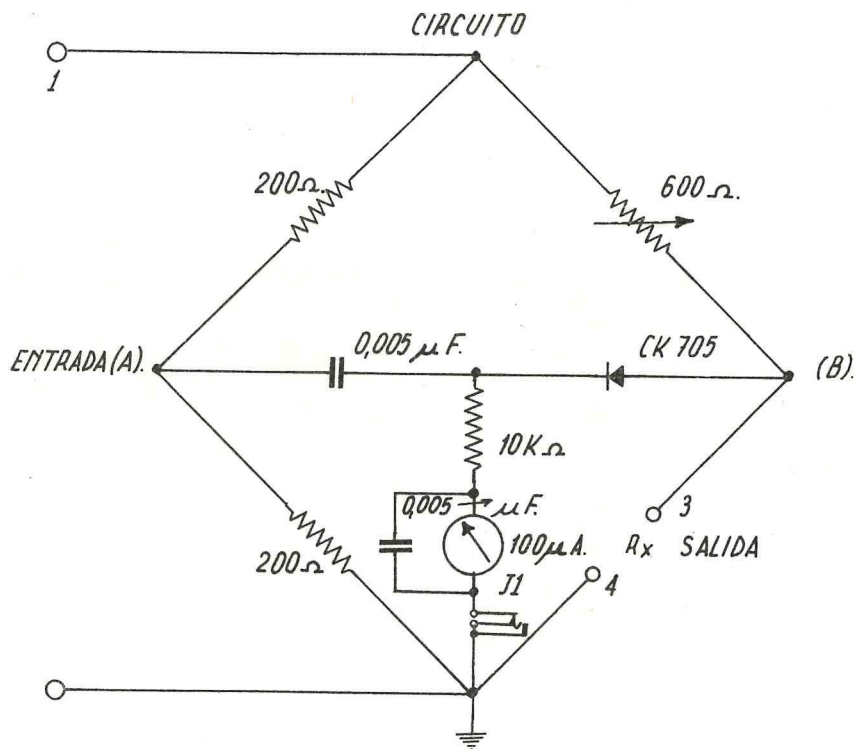 CIRCUITO
1
200Ω.
600Ω.
0,005 μF.
CK 705
ENTRADA(A).
(B).
10KΩ
0,005 μF.
3
100μA.
Rx SALIDA
200Ω
J1
4